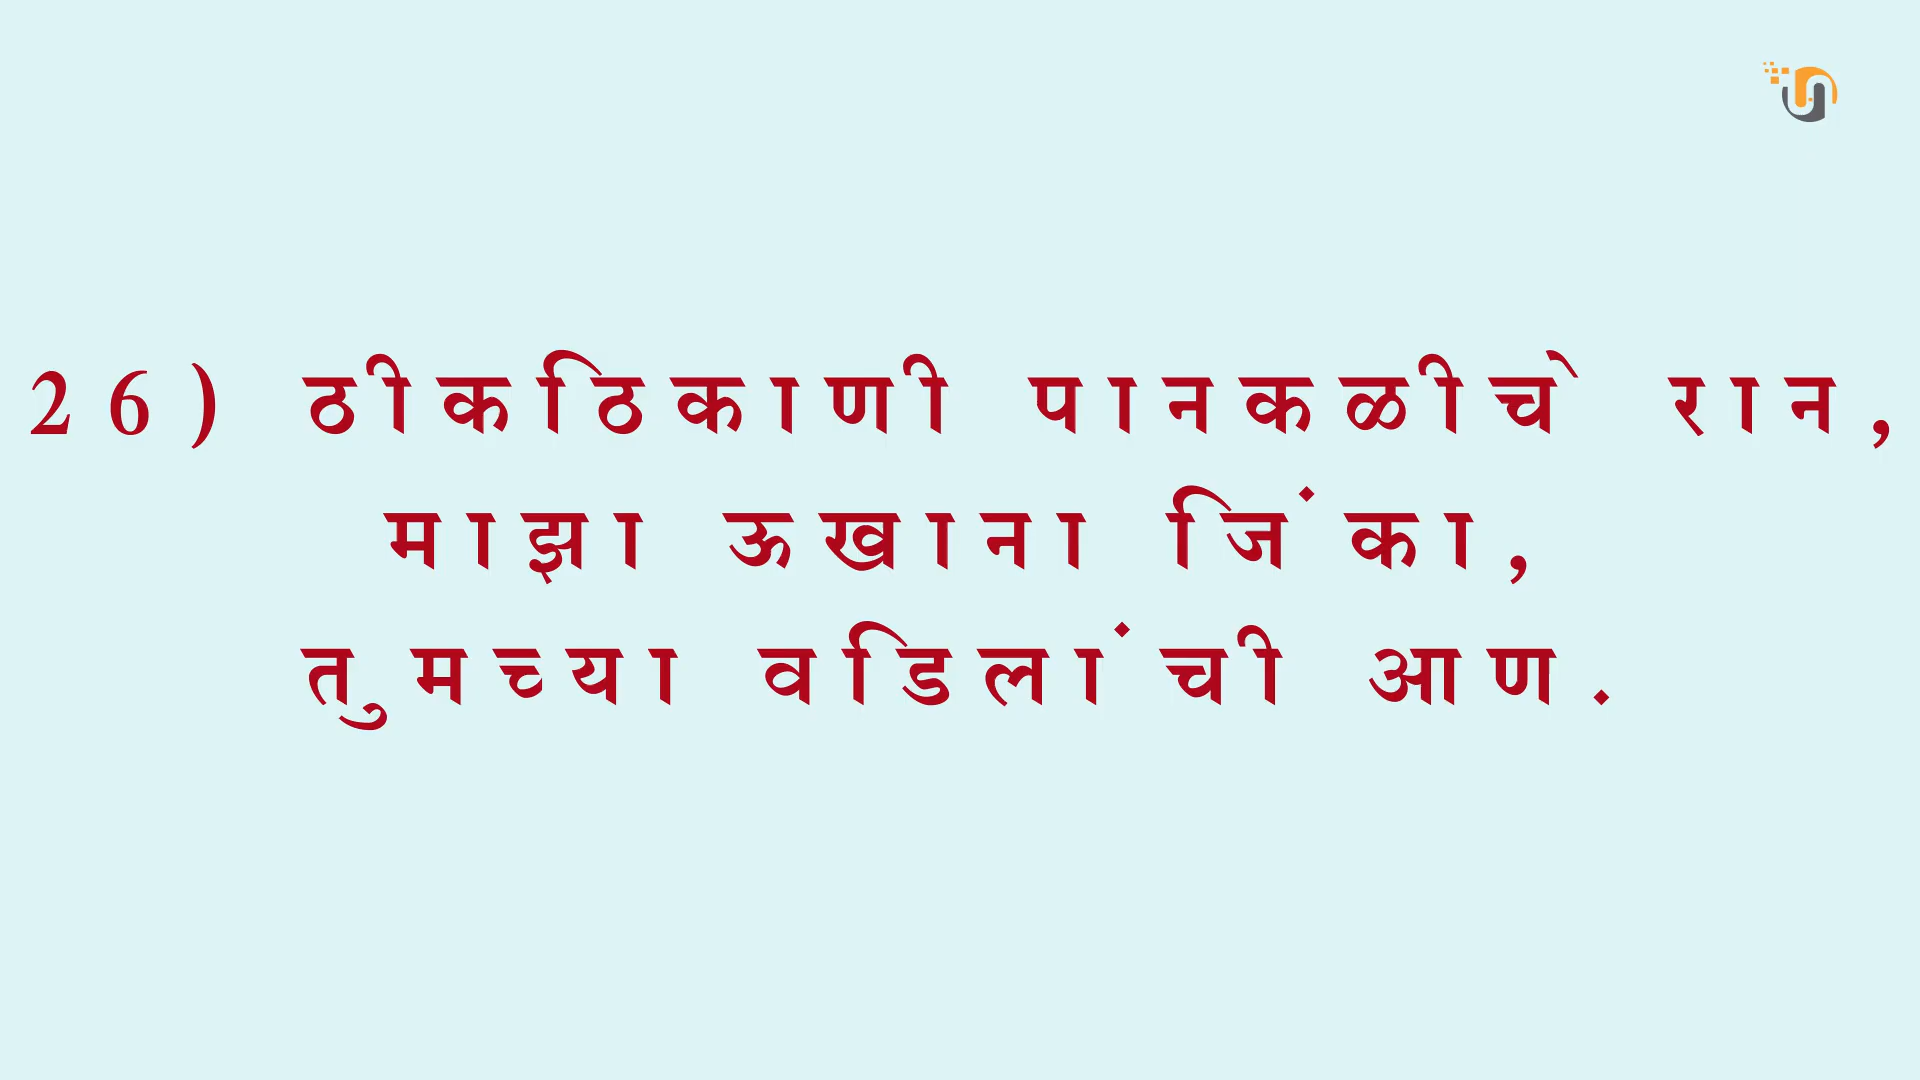 26) ठीकठिकाणी पानकळीचे रान,
माझा ऊखाना जिंका,
तुमच्या वडिलांची आण.